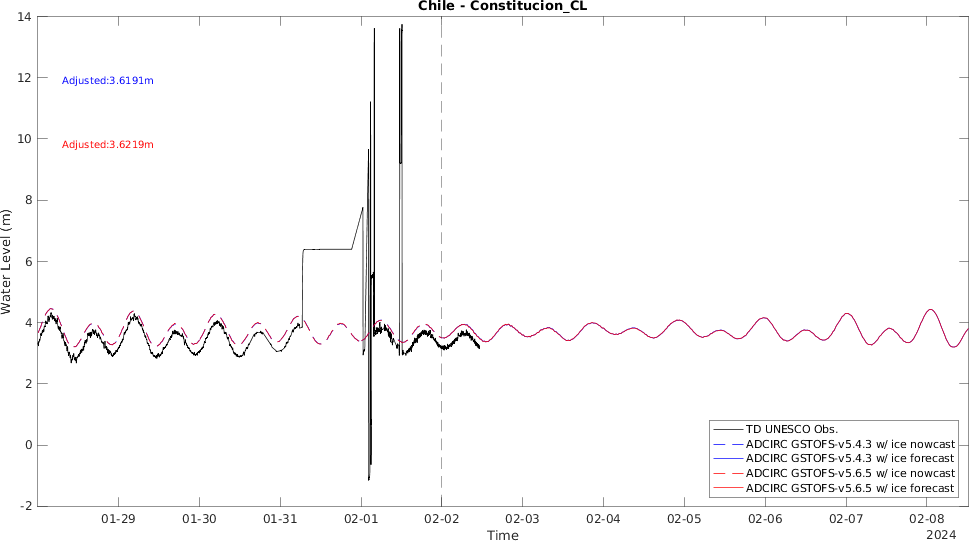 Chile - Constitucion_CL
14
12
10
8
6
4
2
0
-2
Water Level (m)
Adjusted:3.6191m
Adjusted:3.6219m
TD UNESCO Obs.
ADCIRC GSTOFS-v5.4.3 w/ ice nowcast
ADCIRC GSTOFS-v5.4.3 w/ ice forecast
ADCIRC GSTOFS-v5.6.5 w/ ice nowcast
ADCIRC GSTOFS-v5.6.5 w/ ice forecast
01-29 01-30 01-31 02-01 02-02 02-03 02-04 02-05 02-06 02-07 02-08
Time
2024